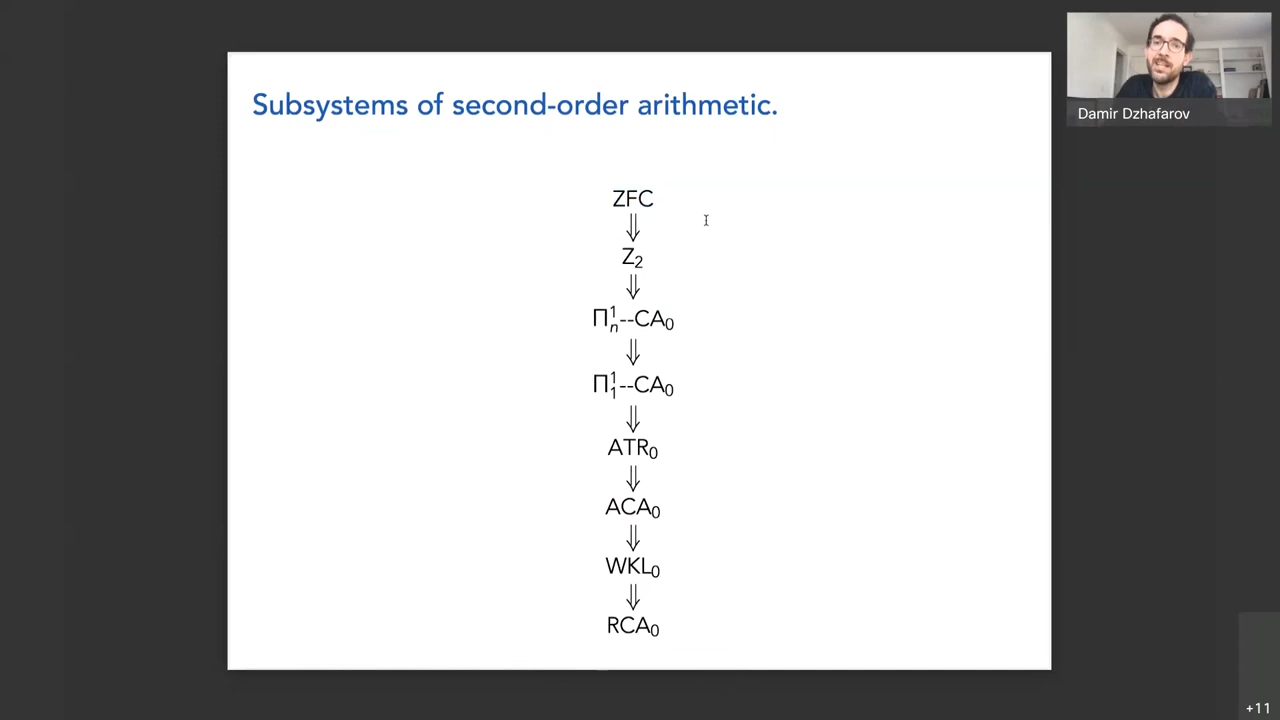 Subsystems of second-order arithmetic.
ZFC
⇓
Z₂
⇓
Π¹ₙ--CA₀
⇓
Π¹₁--CA₀
⇓
ATR₀
⇓
ACA₀
⇓
WKL₀
⇓
RCA₀
Damir Dzhafarov
+11